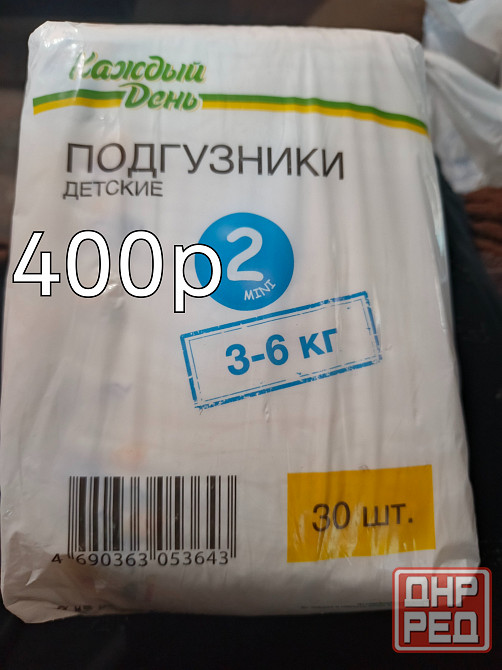 Каждый
День
ПОДГУЗНИКИ
ДЕТСКИЕ
400р
2
MINI
3-6 кг
30 шт.
4 690363 053643
ДНР
РЕД